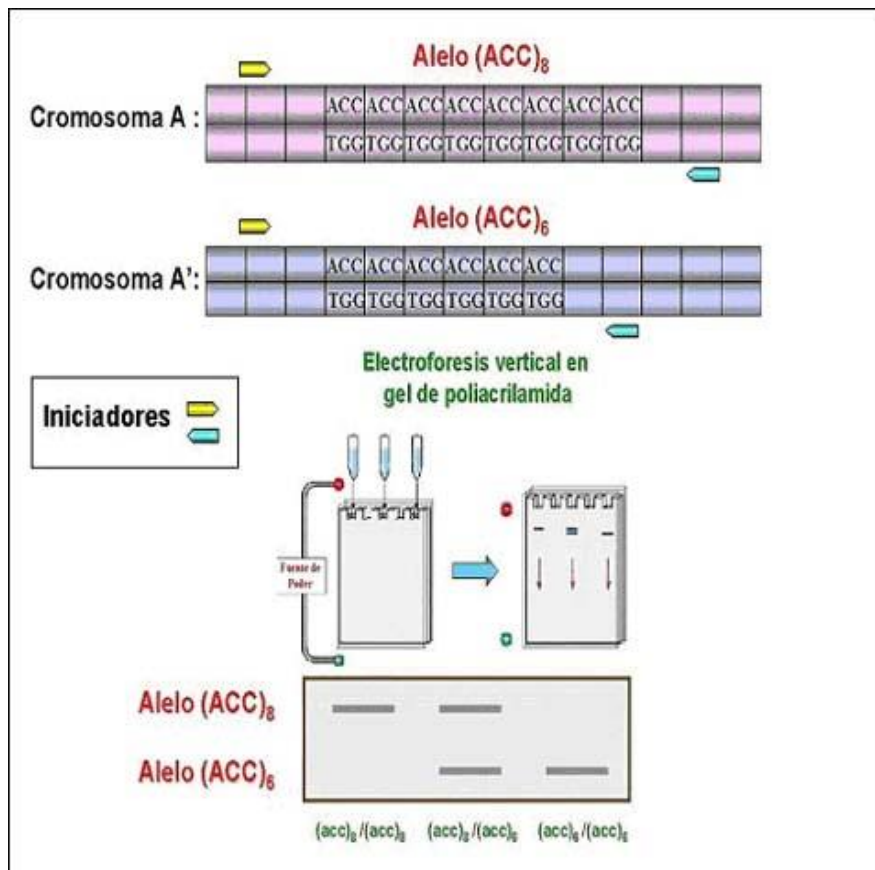 Alelo (ACC)₈
Cromosoma A :
ACC ACC ACC ACC ACC ACC ACC ACC
TGG TGG TGG TGG TGG TGG TGG TGG
Alelo (ACC)₆
Cromosoma A':
ACC ACC ACC ACC ACC ACC
TGG TGG TGG TGG TGG TGG
Electroforesis vertical en
gel de poliacrilamida
Iniciadores
Fuente de
Poder
Alelo (ACC)₈
Alelo (ACC)₆
(acc)₈ /(acc)₈ (acc)₈ /(acc)₆ (acc)₆ /(acc)₆